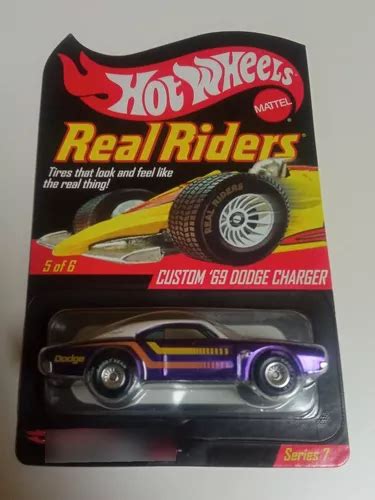 HOT WHEELS
MATTEL
Real Riders
Tires that look and feel like
the real thing!
REAL RIDERS
5 of 6
CUSTOM '69 DODGE CHARGER
Dodge
Series 7